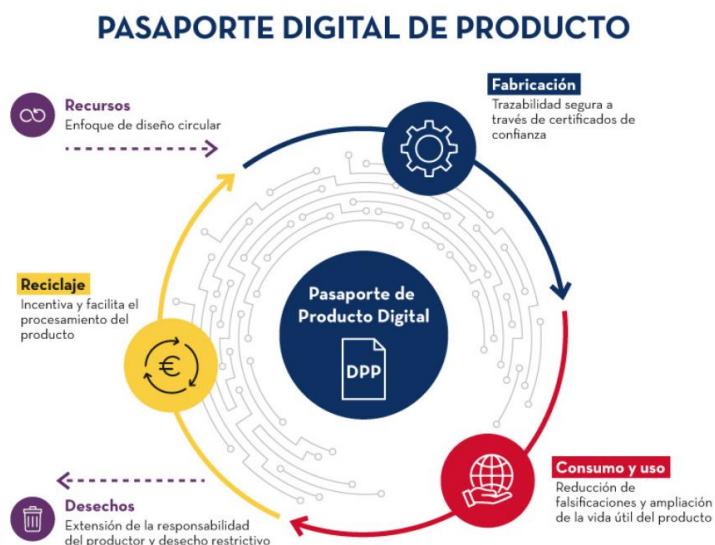 PASAPORTE DIGITAL DE PRODUCTO
Recursos
Enfoque de diseño circular
Fabricación
Trazabilidad segura a
través de certificados de
confianza
Reciclaje
Incentiva y facilita el
procesamiento del
producto
€
Pasaporte de
Producto Digital
DPP
Consumo y uso
Reducción de
falsificaciones y ampliación
de la vida útil del producto
Desechos
Extensión de la responsabilidad
del productor y desecho restrictivo